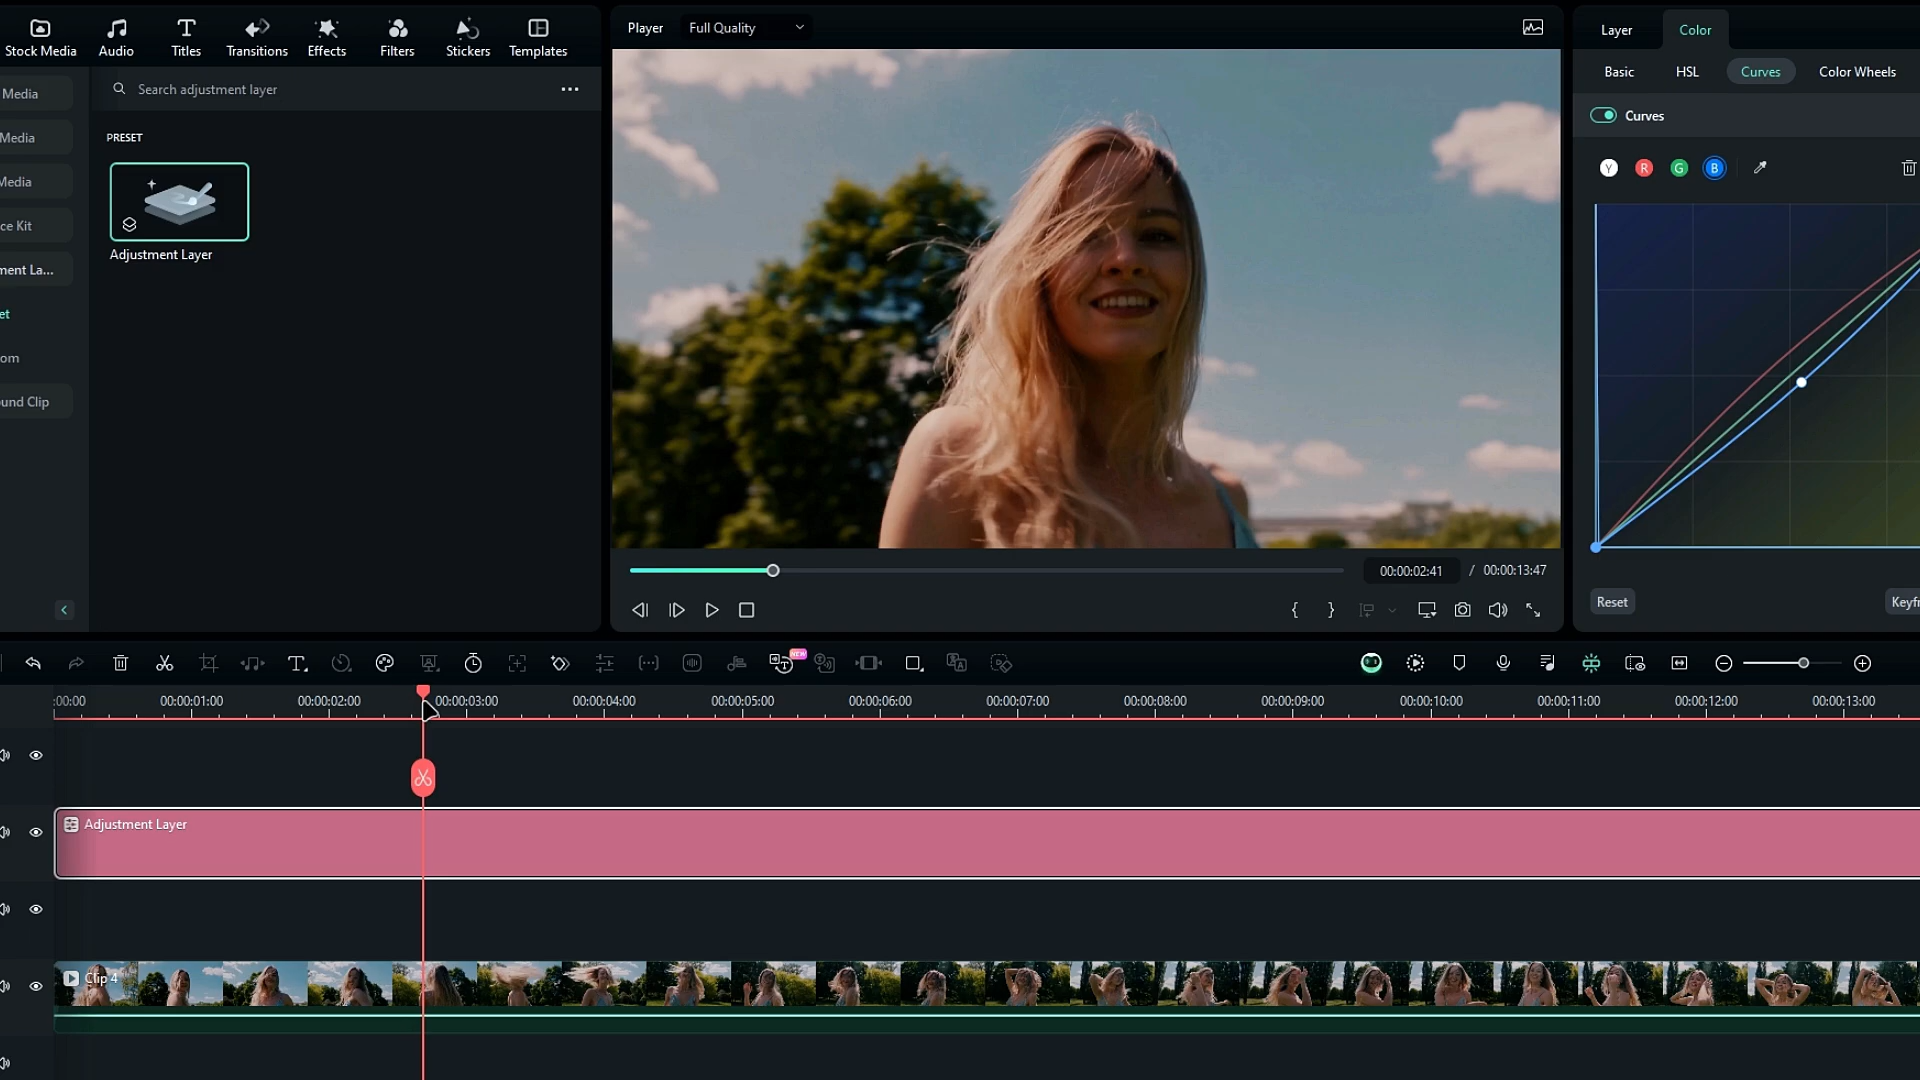 Stock Media
Audio
Titles
Transitions
Effects
Filters
Stickers
Templates
Media
Media
Media
ce Kit
ment La...
et
om
und Clip
Search adjustment layer
PRESET
Adjustment Layer
Player
Full Quality
00:00:02:41
/
00:00:13:47
Layer
Color
Basic
HSL
Curves
Color Wheels
Curves
Y
R
G
B
Reset
Keyfr
NEW
:00:00
00:00:01:00
00:00:02:00
00:00:03:00
00:00:04:00
00:00:05:00
00:00:06:00
00:00:07:00
00:00:08:00
00:00:09:00
00:00:10:00
00:00:11:00
00:00:12:00
00:00:13:00
Adjustment Layer
Clip 4